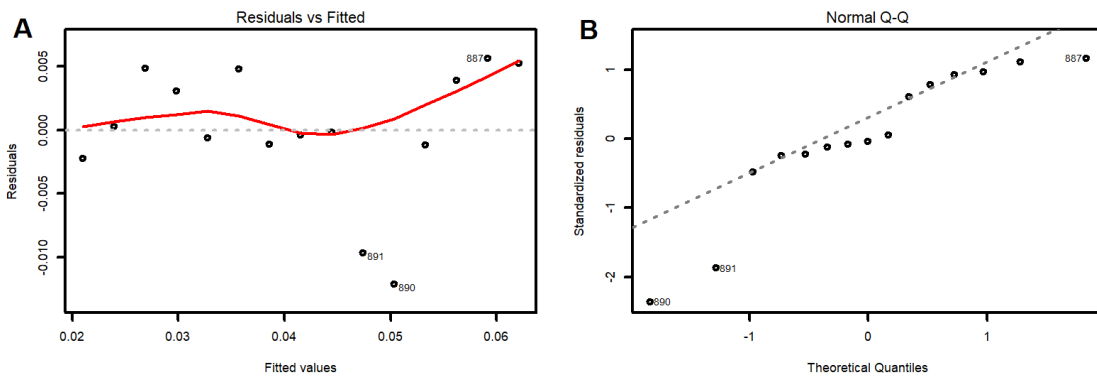 A
Residuals vs Fitted
Residuals
0.005
0.000
-0.005
-0.010
887
891
890
0.02 0.03 0.04 0.05 0.06
Fitted values
B
Normal Q-Q
Standardized residuals
1
0
-1
-2
887
891
890
-1 0 1
Theoretical Quantiles